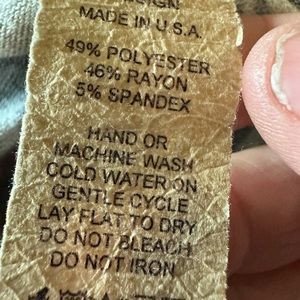 MADE IN U.S.A.
49% POLYESTER
46% RAYON
5% SPANDEX
HAND OR
MACHINE WASH
COLD WATER ON
GENTLE CYCLE
LAY FLAT TO DRY
DO NOT BLEACH
DO NOT IRON